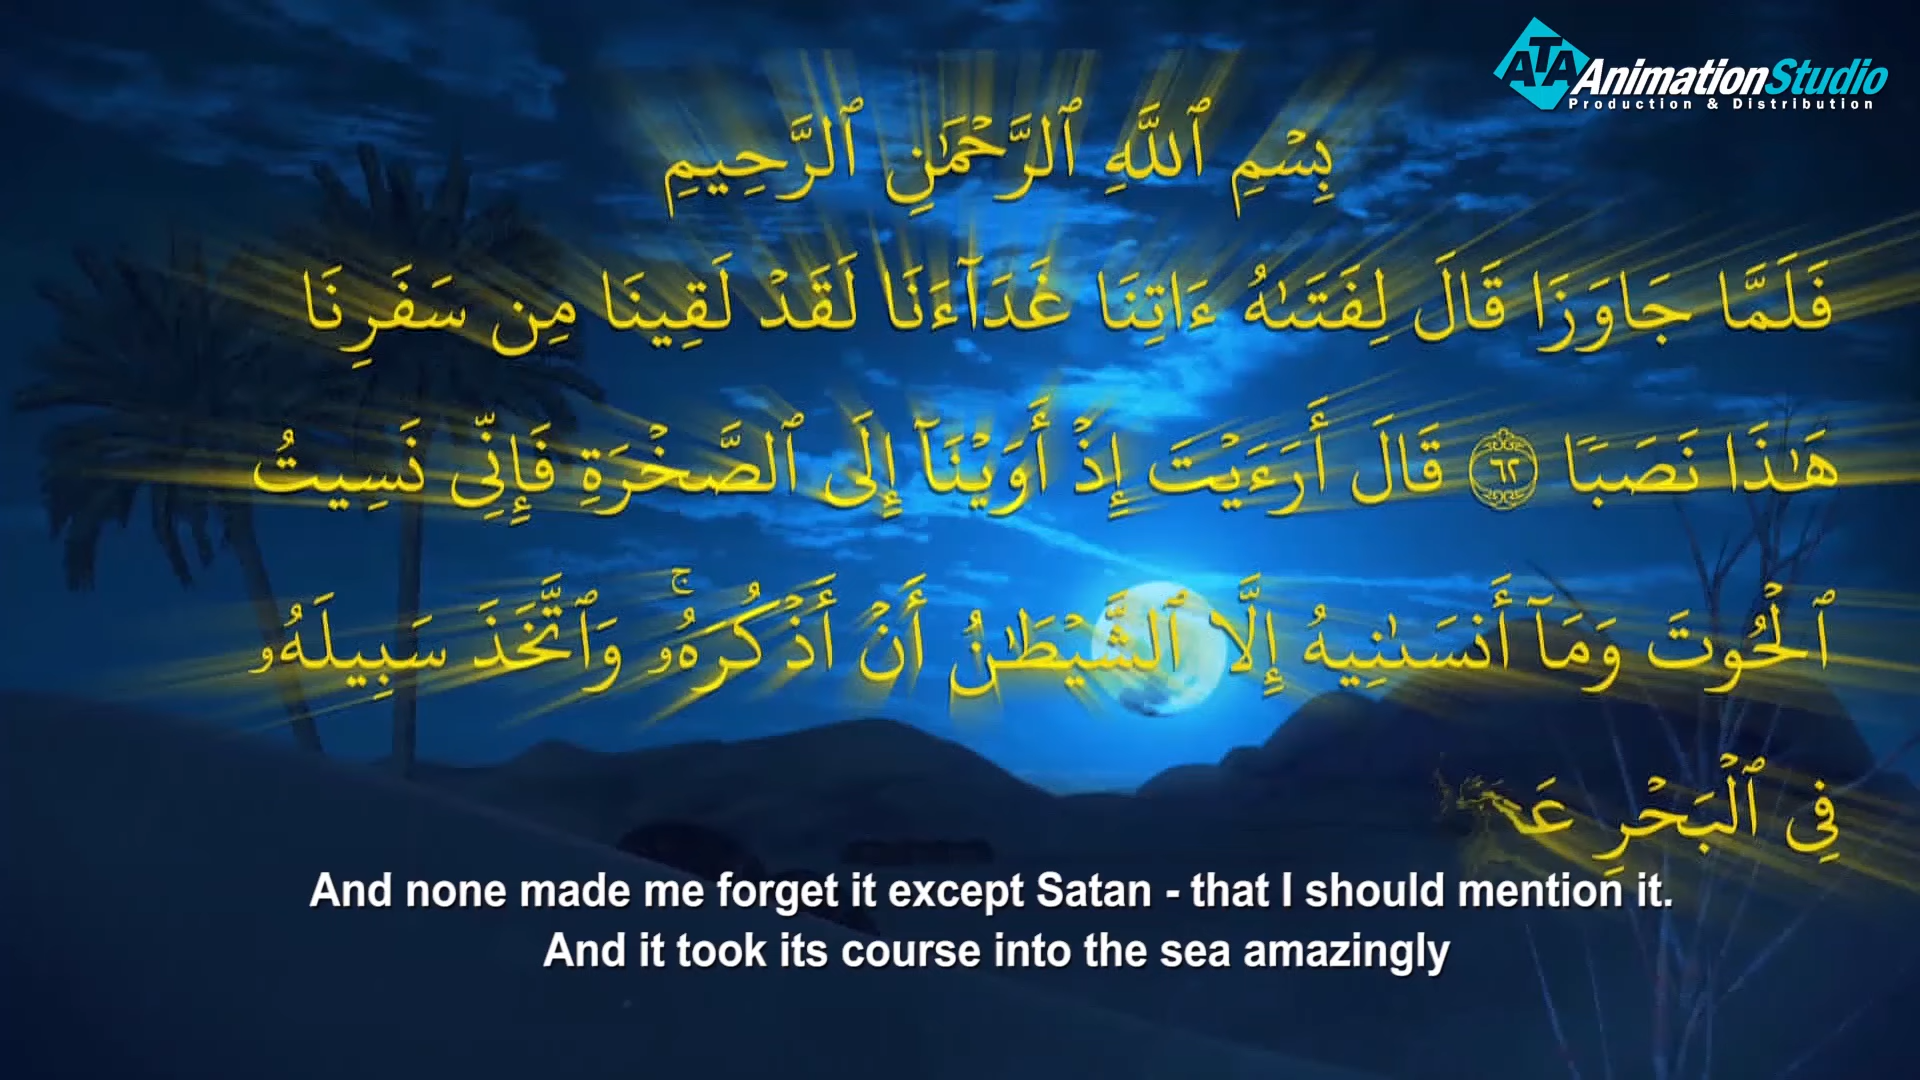 ATA AnimationStudio
Production & Distribution
بِسْمِ ٱللَّهِ ٱلرَّحْمَٰنِ ٱلرَّحِيمِ
فَلَمَّا جَاوَزَا قَالَ لِفَتَىٰهُ ءَاتِنَا غَدَآءَنَا لَقَدْ لَقِينَا مِن سَفَرِنَا
هَٰذَا نَصَبًا ٦٢ قَالَ أَرَءَيْتَ إِذْ أَوَيْنَآ إِلَى ٱلصَّخْرَةِ فَإِنِّى نَسِيتُ
ٱلْحُوتَ وَمَآ أَنسَىٰنِيهُ إِلَّا ٱلشَّيْطَٰنُ أَنْ أَذْكُرَهُۥ ۚ وَٱتَّخَذَ سَبِيلَهُۥ
فِى ٱلْبَحْرِ
And none made me forget it except Satan - that I should mention it.
And it took its course into the sea amazingly